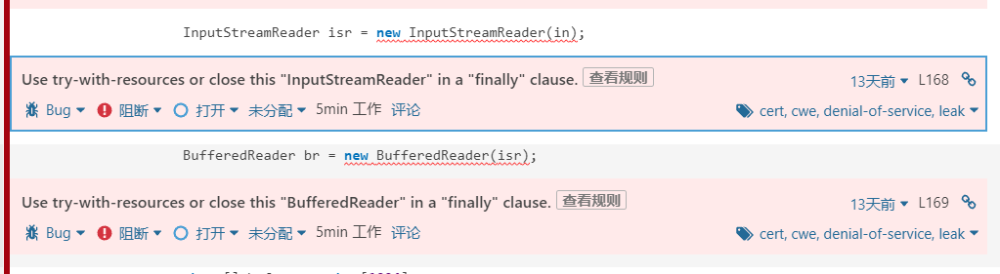 InputStreamReader isr = new InputStreamReader(in);
Use try-with-resources or close this "InputStreamReader" in a "finally" clause. 查看规则 13天前 L168
Bug 阻断 打开 未分配 5min 工作 评论 cert, cwe, denial-of-service, leak
BufferedReader br = new BufferedReader(isr);
Use try-with-resources or close this "BufferedReader" in a "finally" clause. 查看规则 13天前 L169
Bug 阻断 打开 未分配 5min 工作 评论 cert, cwe, denial-of-service, leak